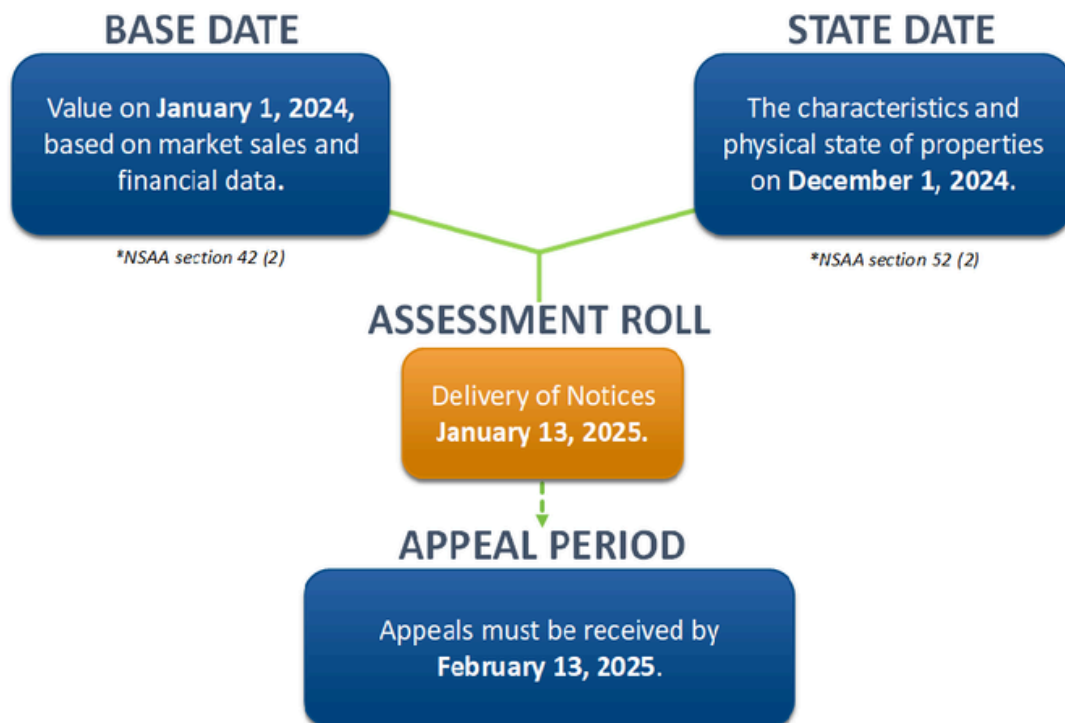 BASE DATE
Value on January 1, 2024,
based on market sales and
financial data.
*NSAA section 42 (2)
STATE DATE
The characteristics and
physical state of properties
on December 1, 2024.
*NSAA section 52 (2)
ASSESSMENT ROLL
Delivery of Notices
January 13, 2025.
APPEAL PERIOD
Appeals must be received by
February 13, 2025.